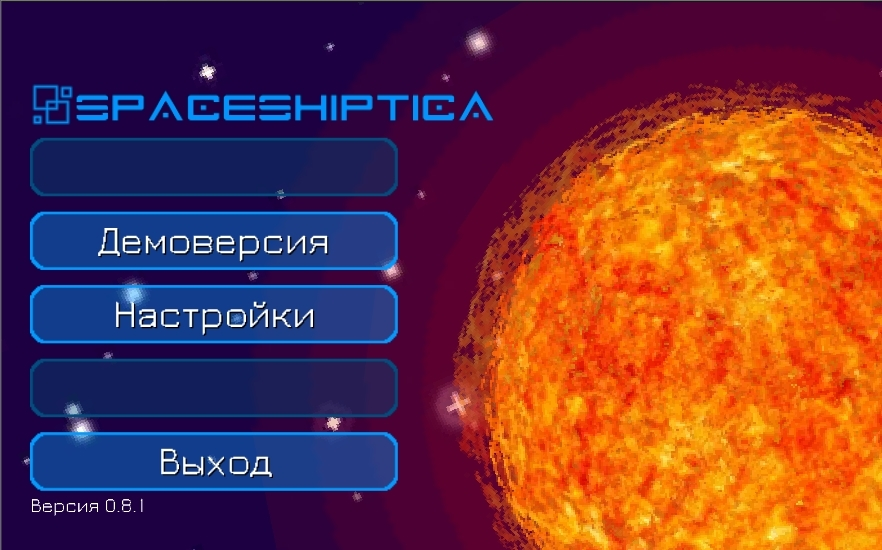 SPACESHIPTICA
Демоверсия
Настройки
Выход
Версия 0.8.1